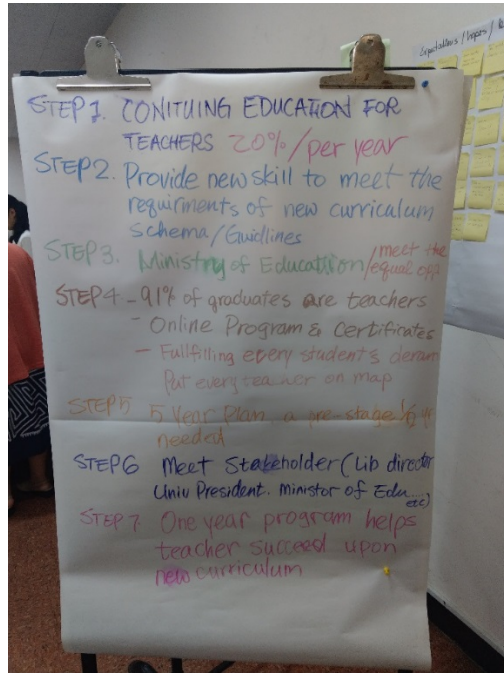 Expectations / Hopes /
STEP 1. CONITUING EDUCATION FOR
TEACHERS 20%/per year
STEP 2. Provide new skill to meet the
requirments of new curriculum
schema/Guidlines
STEP 3. Ministry of Education/meet the
equal opp
STEP 4 - 91% of graduates are teachers
- Online Program & Certificates
- Fullfilling every student's
Put every teacher on map
STEP 5 5 Year Plan, a pre-stage
needed
STEP 6 Meet Stakeholder (Lib director
Univ President. Ministor of Edu...
etc)
STEP 7 One year program helps
teacher succeed upon
new curriculum